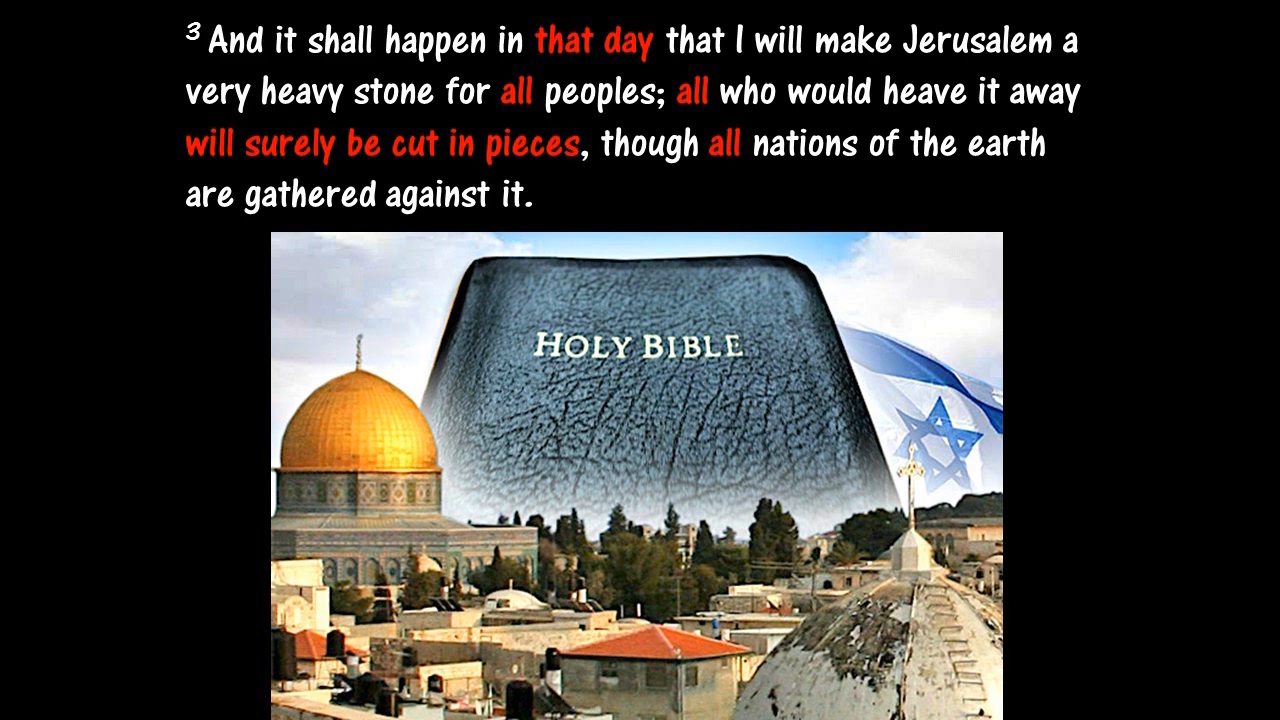 3 And it shall happen in that day that I will make Jerusalem a
very heavy stone for all peoples; all who would heave it away
will surely be cut in pieces, though all nations of the earth
are gathered against it.
HOLY BIBLE